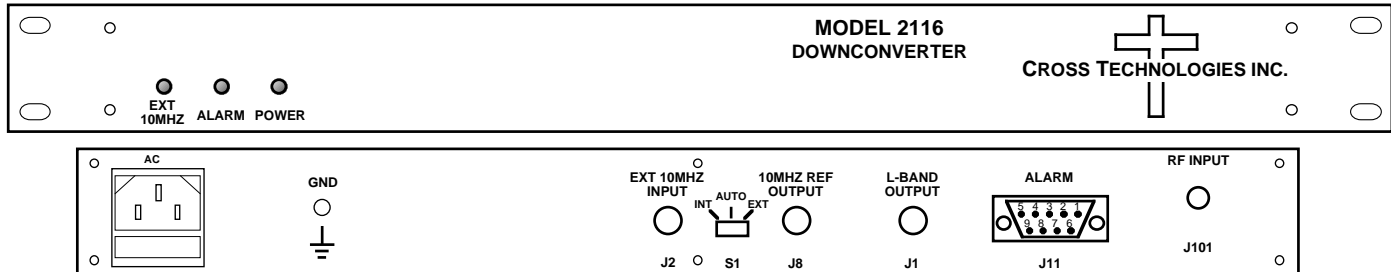 MODEL 2116
DOWNCONVERTER
CROSS TECHNOLOGIES INC.
EXT
10MHZ
ALARM
POWER
AC
GND
EXT 10MHZ
INPUT
INT
AUTO
EXT
10MHZ REF
OUTPUT
L-BAND
OUTPUT
ALARM
5 4 3 2 1
9 8 7 6
RF INPUT
J2
S1
J8
J1
J11
J101